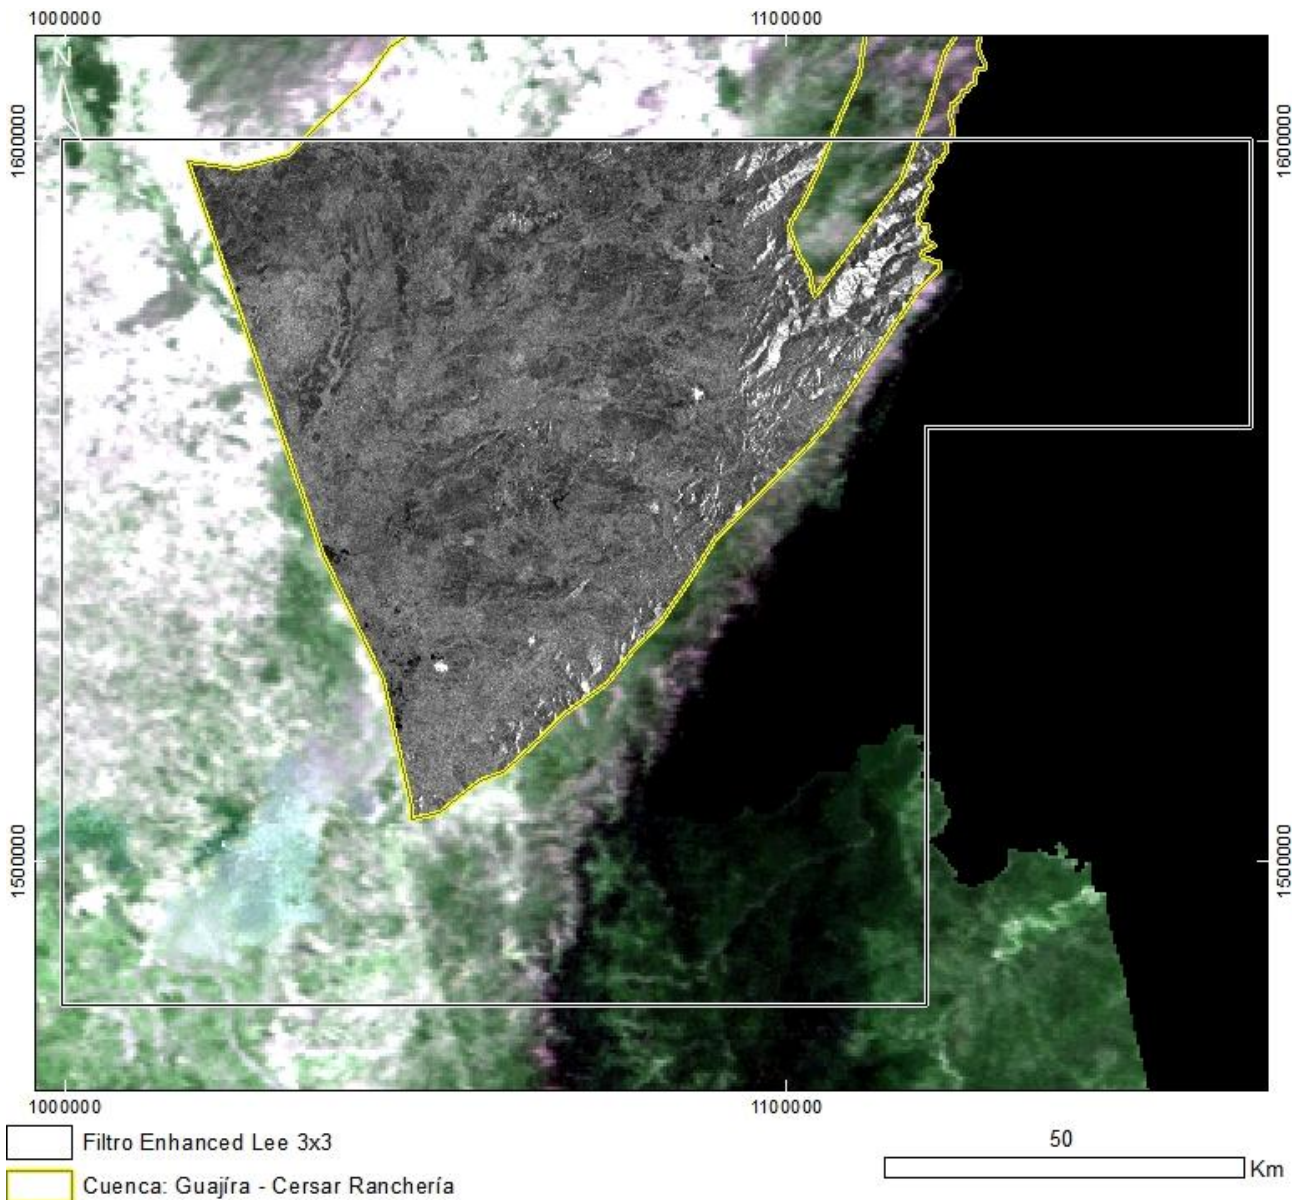 1000000 1100000
N
1600000 1600000
1500000 1500000
1000000 1100000
Filtro Enhanced Lee 3x3
50
Km
Cuenca: Guajíra - Cersar Ranchería